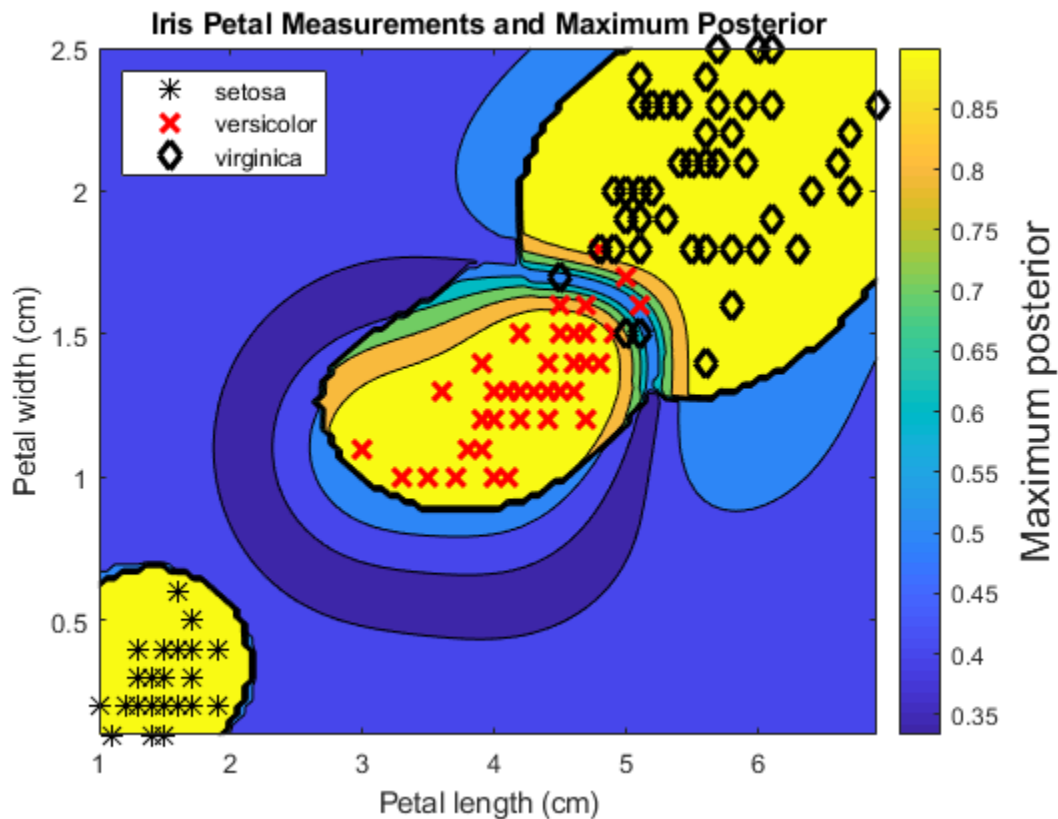 Iris Petal Measurements and Maximum Posterior
setosa
versicolor
virginica
2.5
2
1.5
1
0.5
Petal width (cm)
1 2 3 4 5 6
Petal length (cm)
0.85
0.8
0.75
0.7
0.65
0.6
0.55
0.5
0.45
0.4
0.35
Maximum posterior